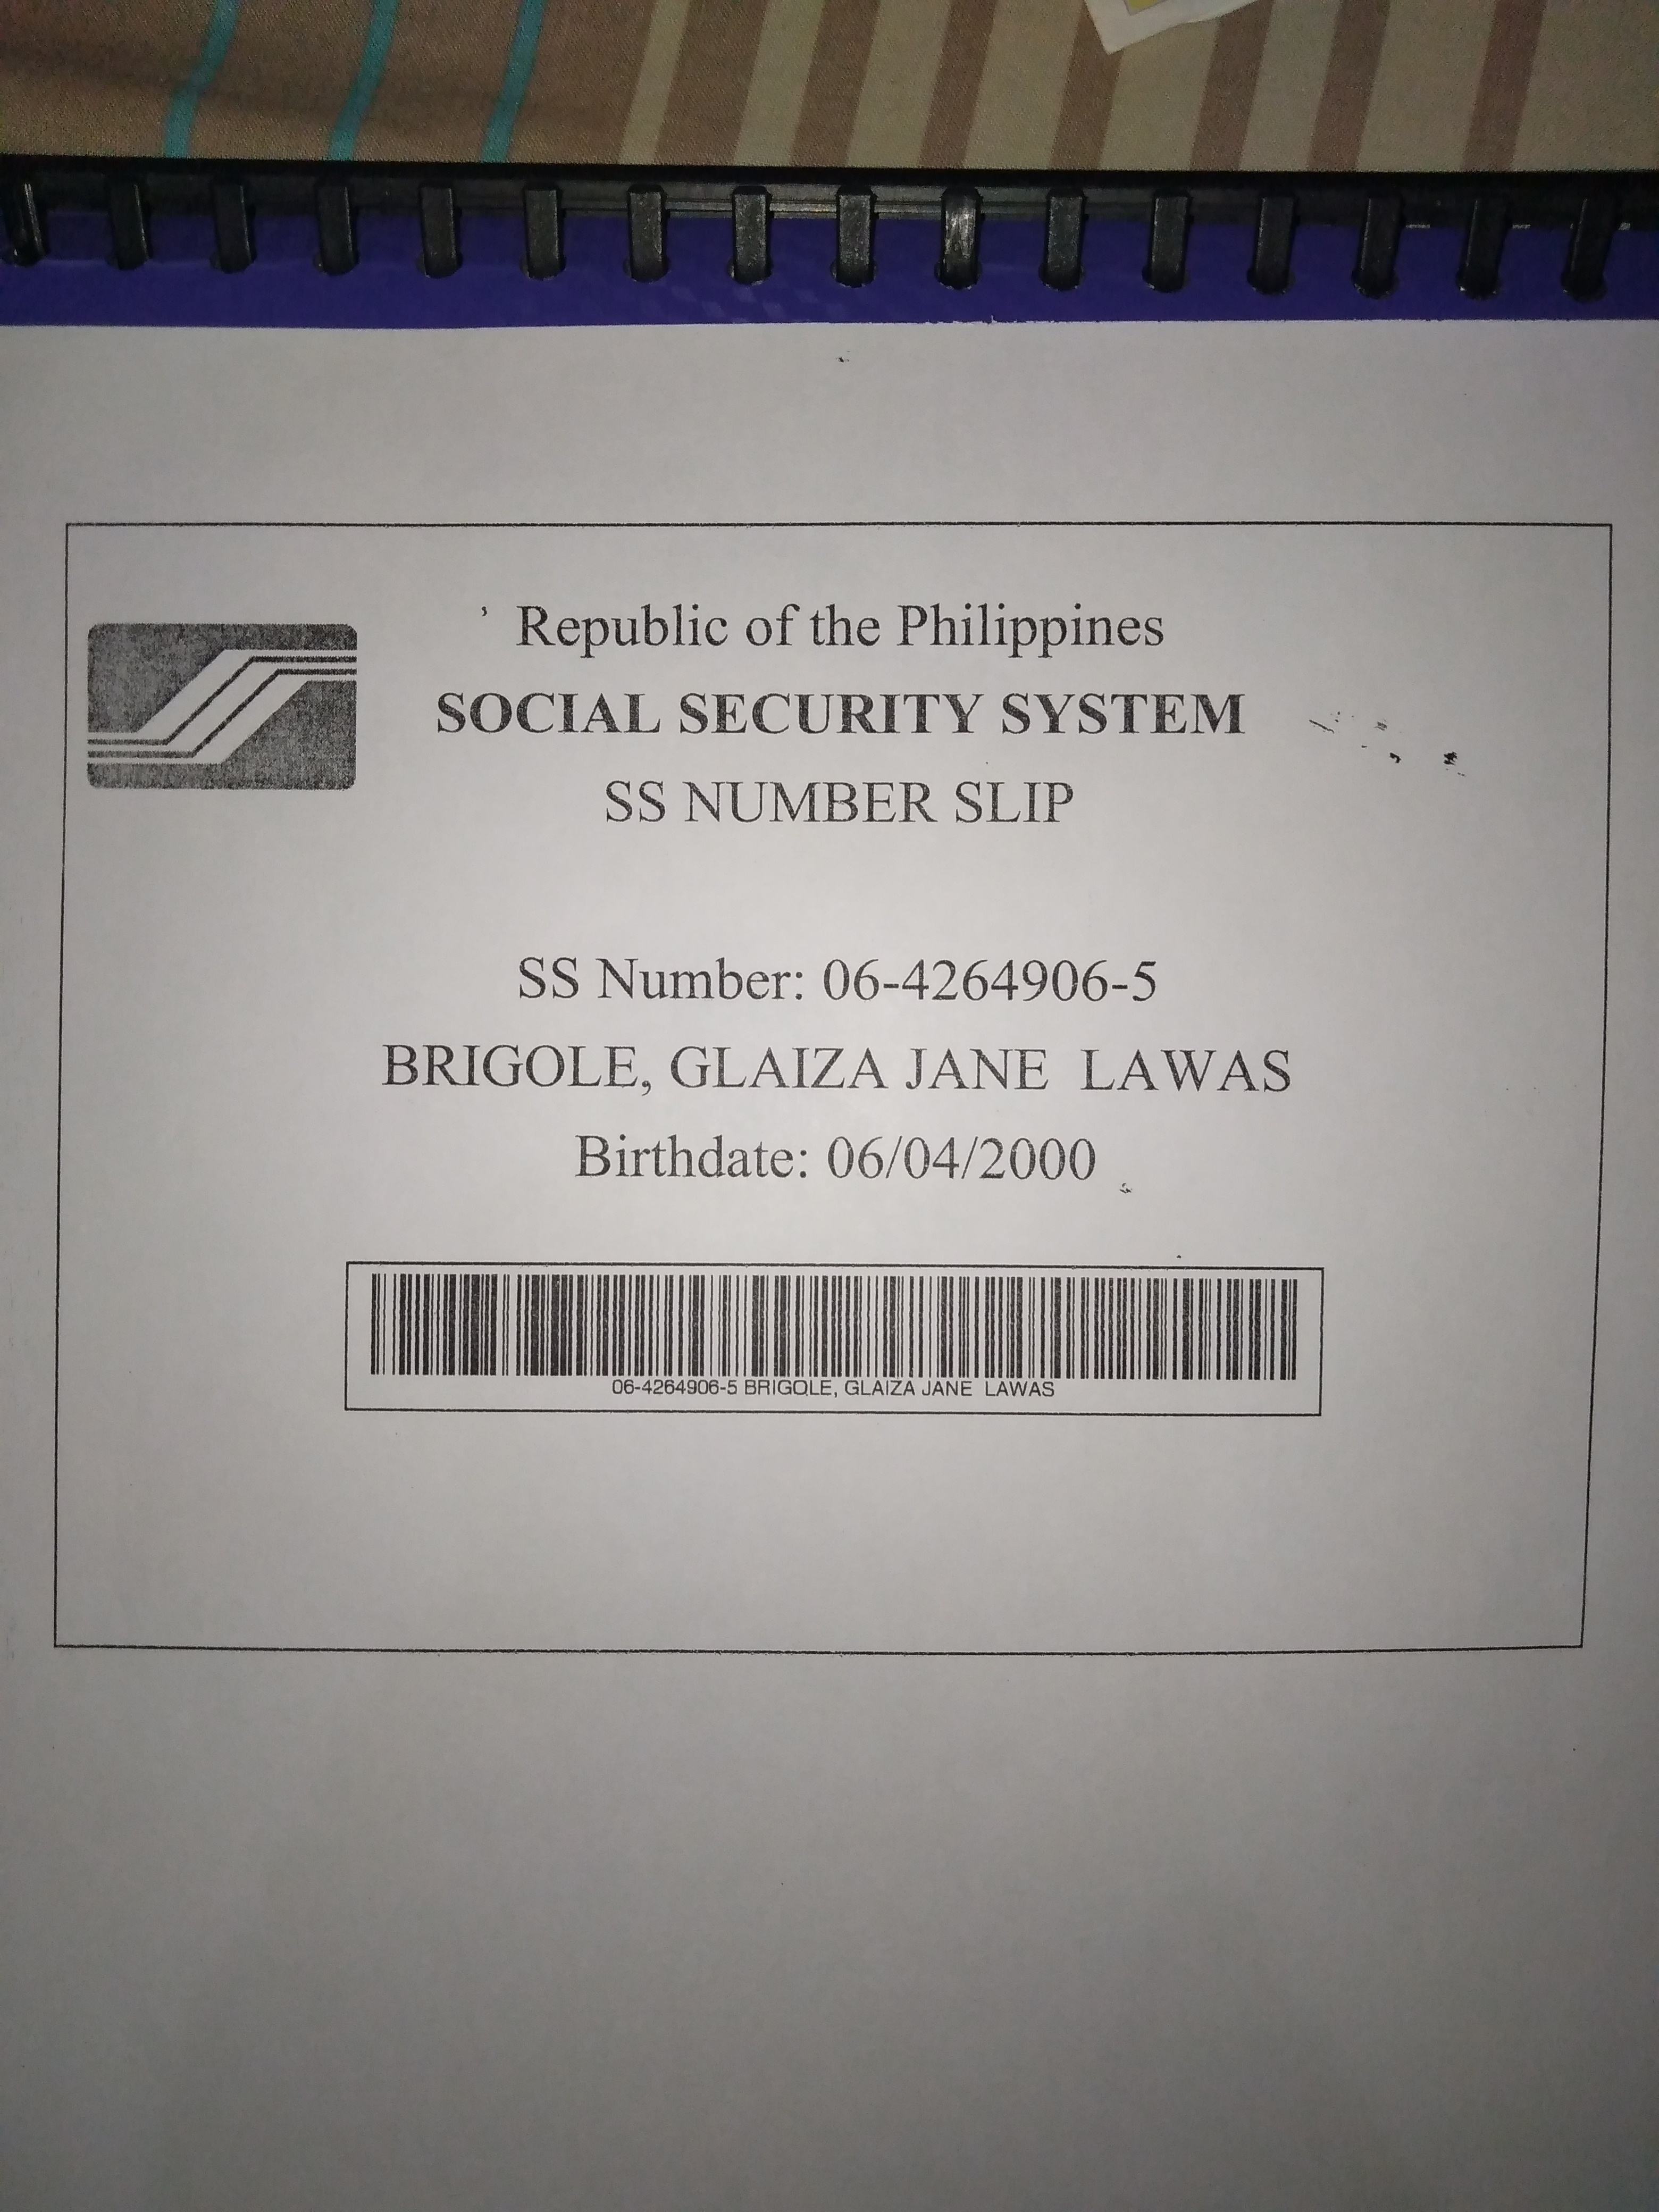 Republic of the Philippines
SOCIAL SECURITY SYSTEM
SS NUMBER SLIP
SS Number: 06-4264906-5
BRIGOLE, GLAIZA JANE LAWAS
Birthdate: 06/04/2000
06-4264906-5 BRIGOLE, GLAIZA JANE LAWAS